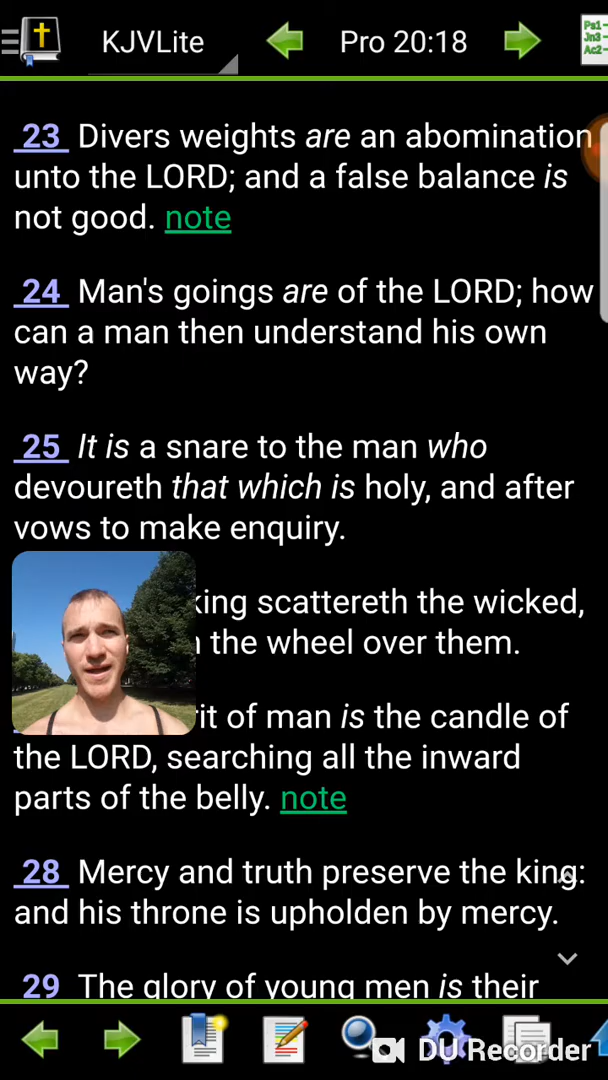 KJVLite Pro 20:18
Ps1-
Jn3-
Ac2-
23 Divers weights are an abomination
unto the LORD; and a false balance is
not good. note
24 Man's goings are of the LORD; how
can a man then understand his own
way?
25 It is a snare to the man who
devoureth that which is holy, and after
vows to make enquiry.
king scattereth the wicked,
the wheel over them.
of man is the candle of
the LORD, searching all the inward
parts of the belly. note
28 Mercy and truth preserve the king:
and his throne is upholden by mercy.
29 The glory of young men is their
DU Recorder